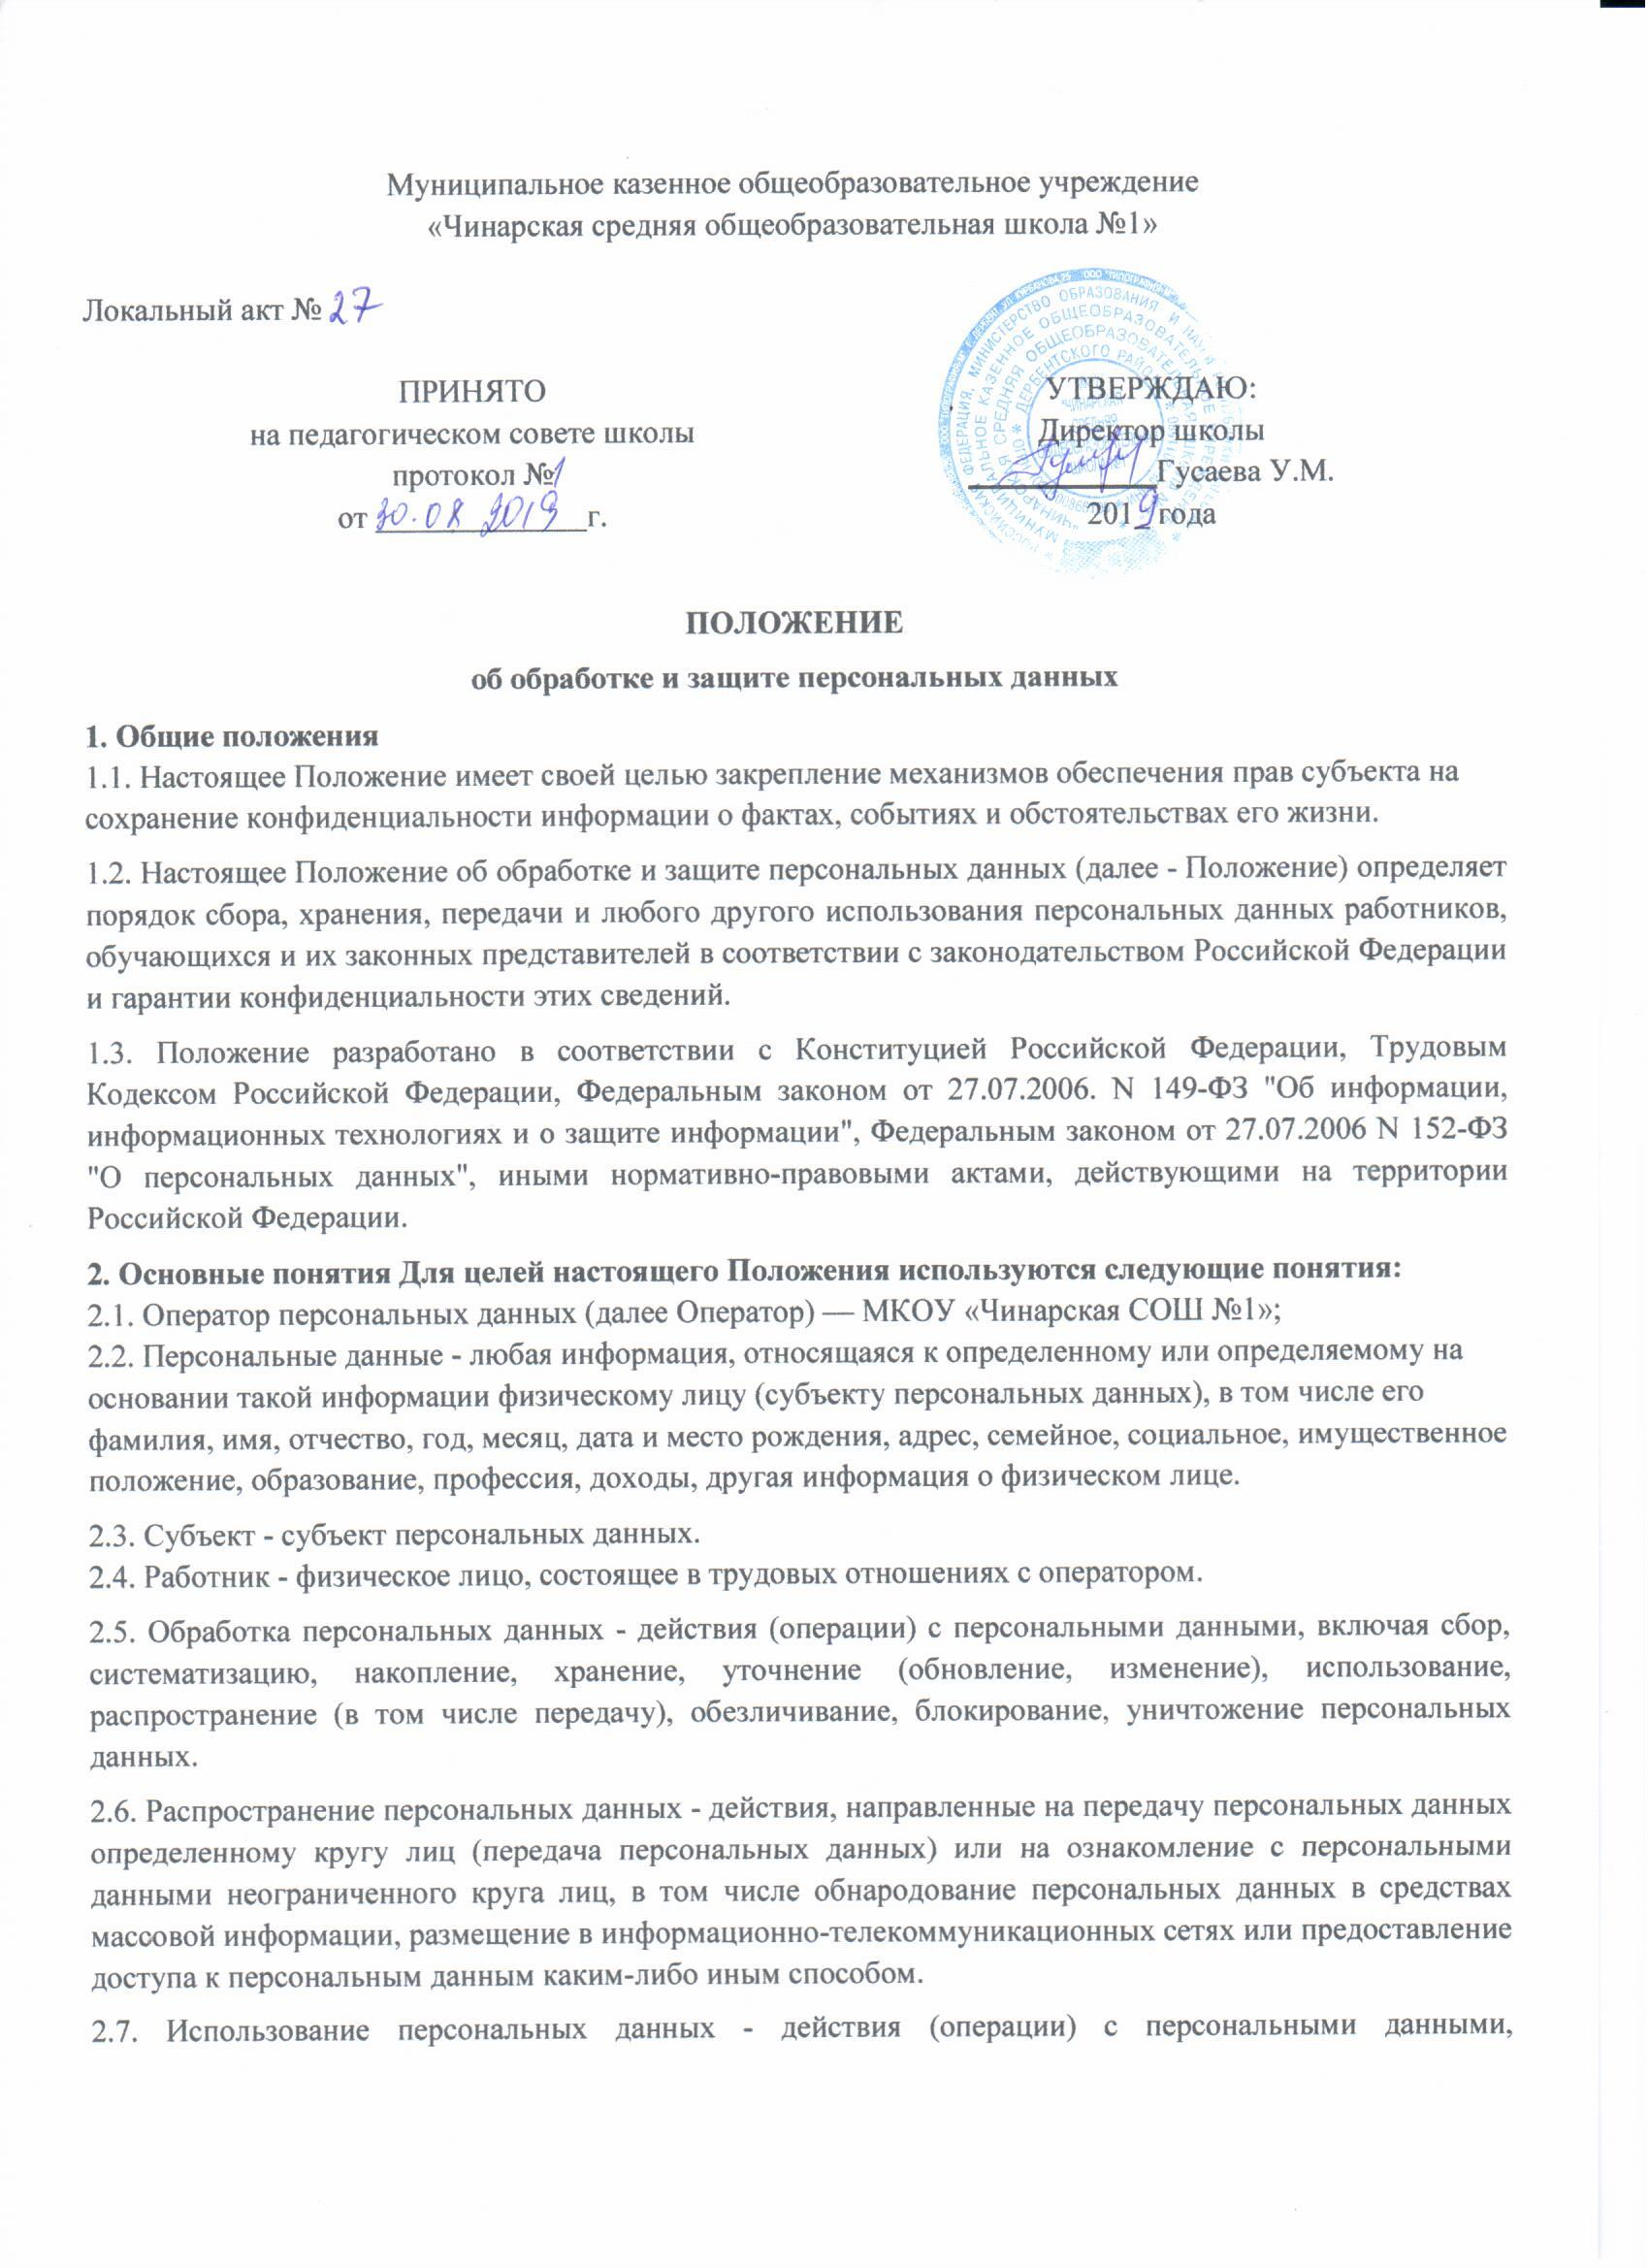 Муниципальное казенное общеобразовательное учреждение
«Чинарская средняя общеобразовательная школа №1»
Локальный акт № 27
ПРИНЯТО
на педагогическом совете школы
протокол №1
от 30.08 2019 г.
УТВЕРЖДАЮ:
Директор школы
Гусаева У.М.
2019 года
ПОЛОЖЕНИЕ
об обработке и защите персональных данных
1. Общие положения
1.1. Настоящее Положение имеет своей целью закрепление механизмов обеспечения прав субъекта на
сохранение конфиденциальности информации о фактах, событиях и обстоятельствах его жизни.
1.2. Настоящее Положение об обработке и защите персональных данных (далее - Положение) определяет
порядок сбора, хранения, передачи и любого другого использования персональных данных работников,
обучающихся и их законных представителей в соответствии с законодательством Российской Федерации
и гарантии конфиденциальности этих сведений.
1.3. Положение разработано в соответствии с Конституцией Российской Федерации, Трудовым
Кодексом Российской Федерации, Федеральным законом от 27.07.2006. N 149-ФЗ "Об информации,
информационных технологиях и о защите информации", Федеральным законом от 27.07.2006 N 152-ФЗ
"О персональных данных", иными нормативно-правовыми актами, действующими на территории
Российской Федерации.
2. Основные понятия Для целей настоящего Положения используются следующие понятия:
2.1. Оператор персональных данных (далее Оператор) — МКОУ «Чинарская СОШ №1»;
2.2. Персональные данные - любая информация, относящаяся к определенному или определяемому на
основании такой информации физическому лицу (субъекту персональных данных), в том числе его
фамилия, имя, отчество, год, месяц, дата и место рождения, адрес, семейное, социальное, имущественное
положение, образование, профессия, доходы, другая информация о физическом лице.
2.3. Субъект - субъект персональных данных.
2.4. Работник - физическое лицо, состоящее в трудовых отношениях с оператором.
2.5. Обработка персональных данных - действия (операции) с персональными данными, включая сбор,
систематизацию, накопление, хранение, уточнение (обновление, изменение), использование,
распространение (в том числе передачу), обезличивание, блокирование, уничтожение персональных
данных.
2.6. Распространение персональных данных - действия, направленные на передачу персональных данных
определенному кругу лиц (передача персональных данных) или на ознакомление с персональными
данными неограниченного круга лиц, в том числе обнародование персональных данных в средствах
массовой информации, размещение в информационно-телекоммуникационных сетях или предоставление
доступа к персональным данным каким-либо иным способом.
2.7. Использование персональных данных - действия (операции) с персональными данными,